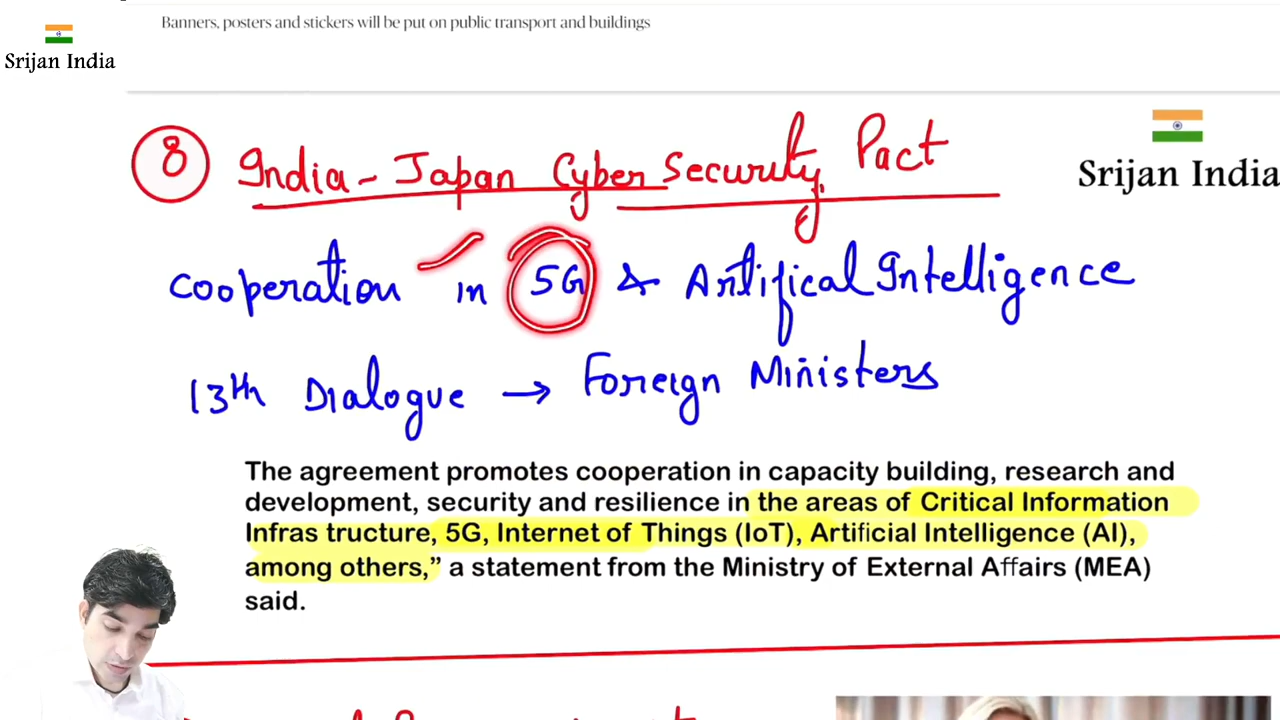 Banners, posters and stickers will be put on public transport and buildings
Srijan India
8 India - Japan Cyber Security Pact
Srijan India
Cooperation in 5G & Artifical Intelligence
13th Dialogue → Foreign Ministers
The agreement promotes cooperation in capacity building, research and
development, security and resilience in the areas of Critical Information
Infras tructure, 5G, Internet of Things (IoT), Artificial Intelligence (AI),
among others,” a statement from the Ministry of External Affairs (MEA)
said.